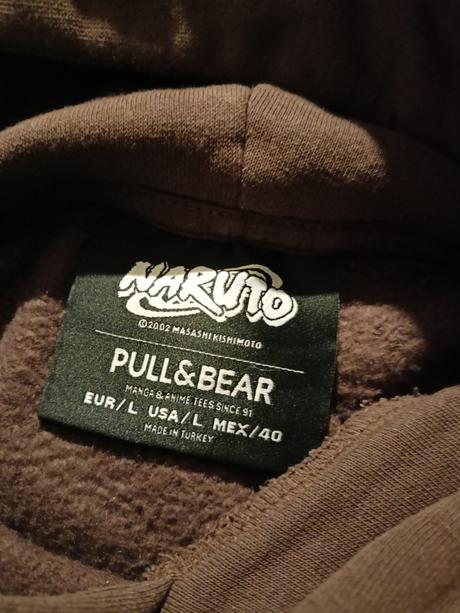 NARUTO
©2002 MASASHI KISHIMOTO
PULL&BEAR
MANGA & ANIME TEES SINCE 91
EUR/L USA/L MEX/40
MADE IN TURKEY